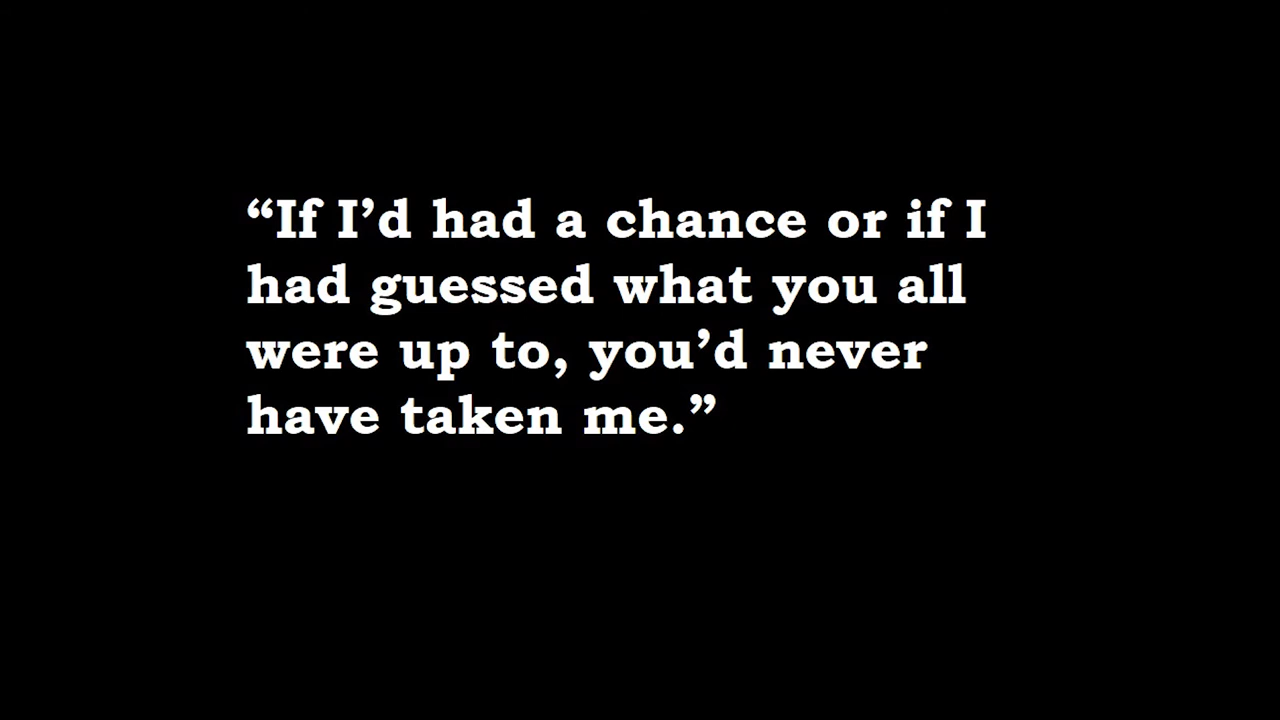 “If I’d had a chance or if I
had guessed what you all
were up to, you’d never
have taken me.”